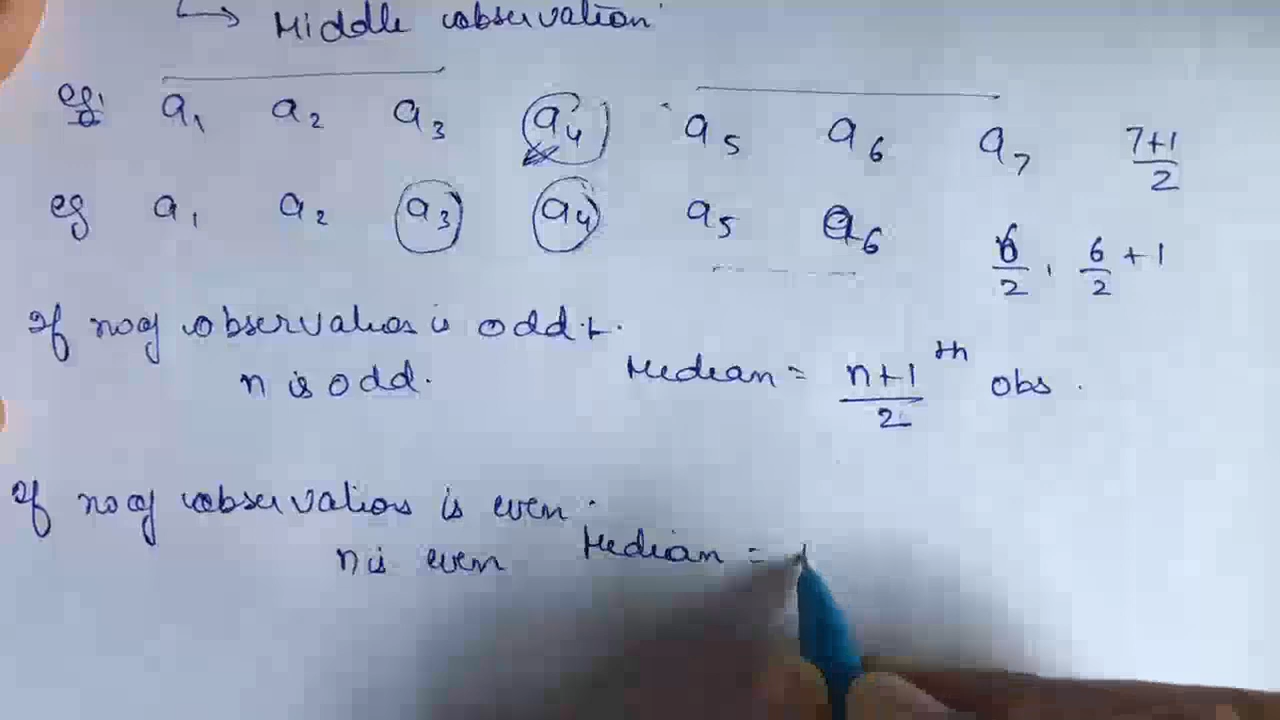 ↳ Middle observation
eg: a₁ a₂ a₃ a₄ a₅ a₆ a₇ 7+1/2
eg a₁ a₂ a₃ a₄ a₅ a₆ 6/2, 6/2 + 1
If no of observations is odd.
n is odd. Median = n+1/2 th obs.
If no of observations is even.
n is even Median =